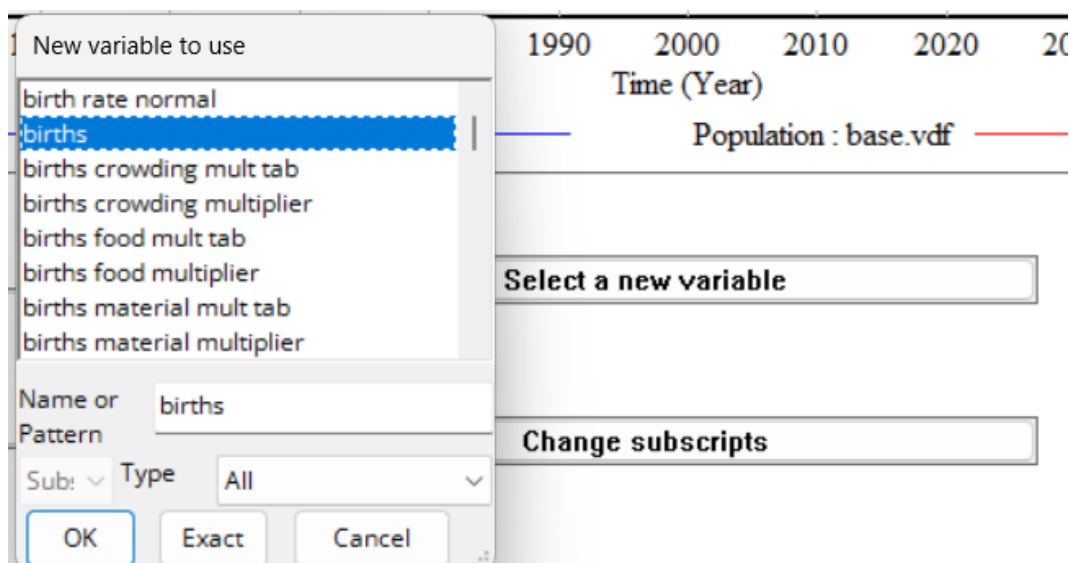 New variable to use
birth rate normal
births
births crowding mult tab
births crowding multiplier
births food mult tab
births food multiplier
births material mult tab
births material multiplier
Name or
Pattern
births
Type
All
OK
Exact
Cancel
1990 2000 2010 2020
Time (Year)
Population : base.vdf
Select a new variable
Change subscripts